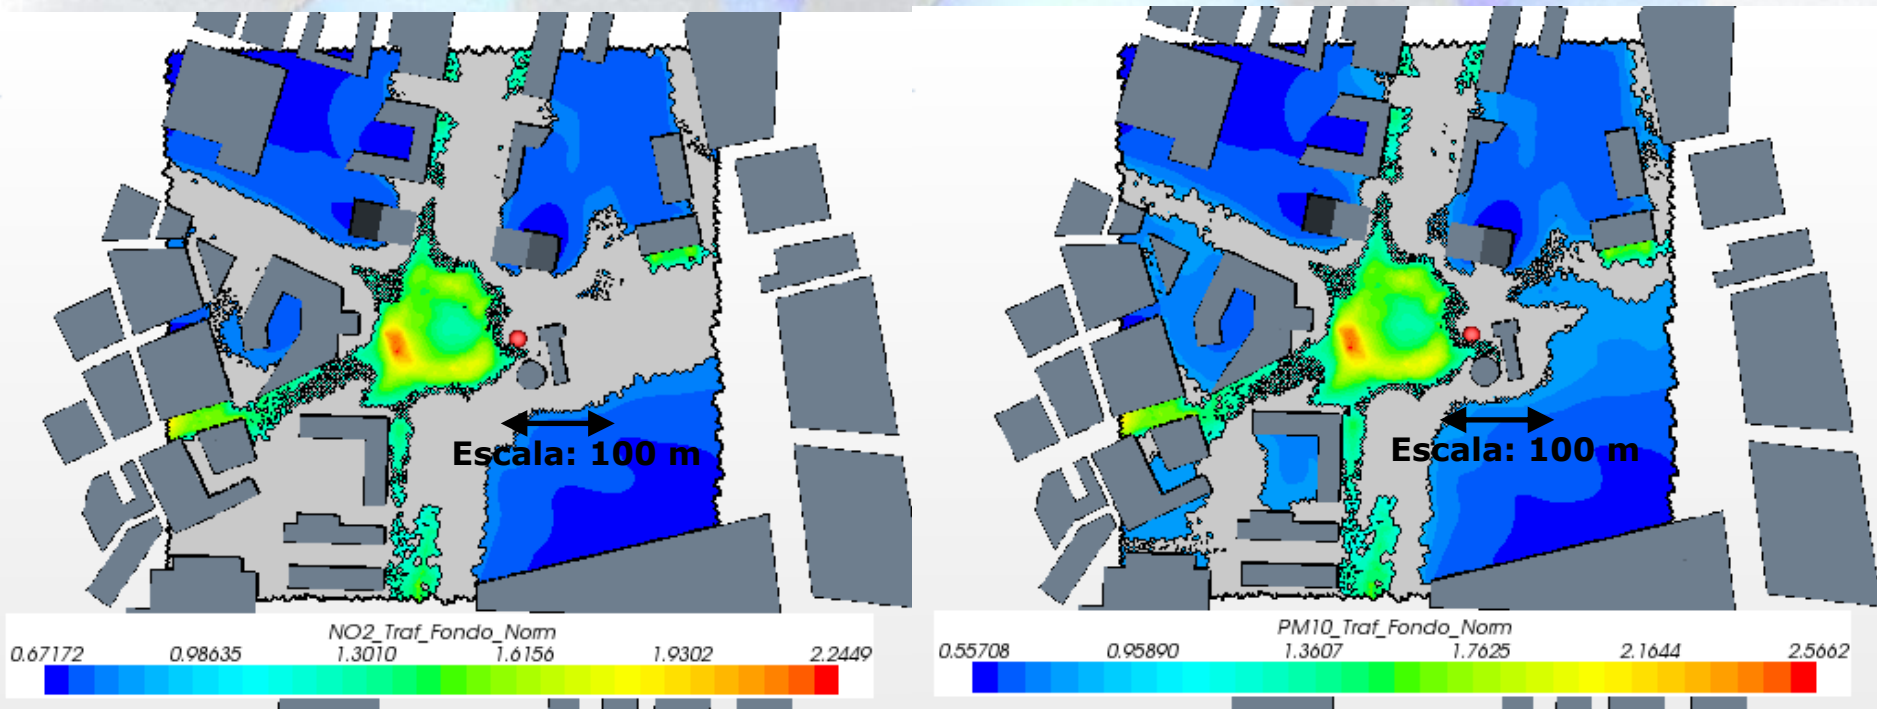 Escala: 100 m
NO2_Traf_Fondo_Norm
0.67172 0.98635 1.3010 1.6156 1.9302 2.2449
Escala: 100 m
PM10_Traf_Fondo_Norm
0.55708 0.95890 1.3607 1.7625 2.1644 2.5662